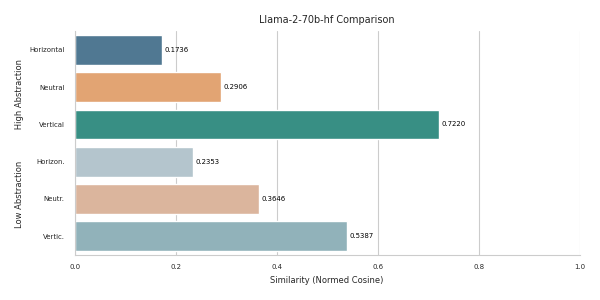 Llama-2-70b-hf Comparison
High Abstraction
Horizontal
0.1736
Neutral
0.2906
Vertical
0.7220
Low Abstraction
Horizon.
0.2353
Neutr.
0.3646
Vertic.
0.5387
0.0 0.2 0.4 0.6 0.8 1.0
Similarity (Normed Cosine)